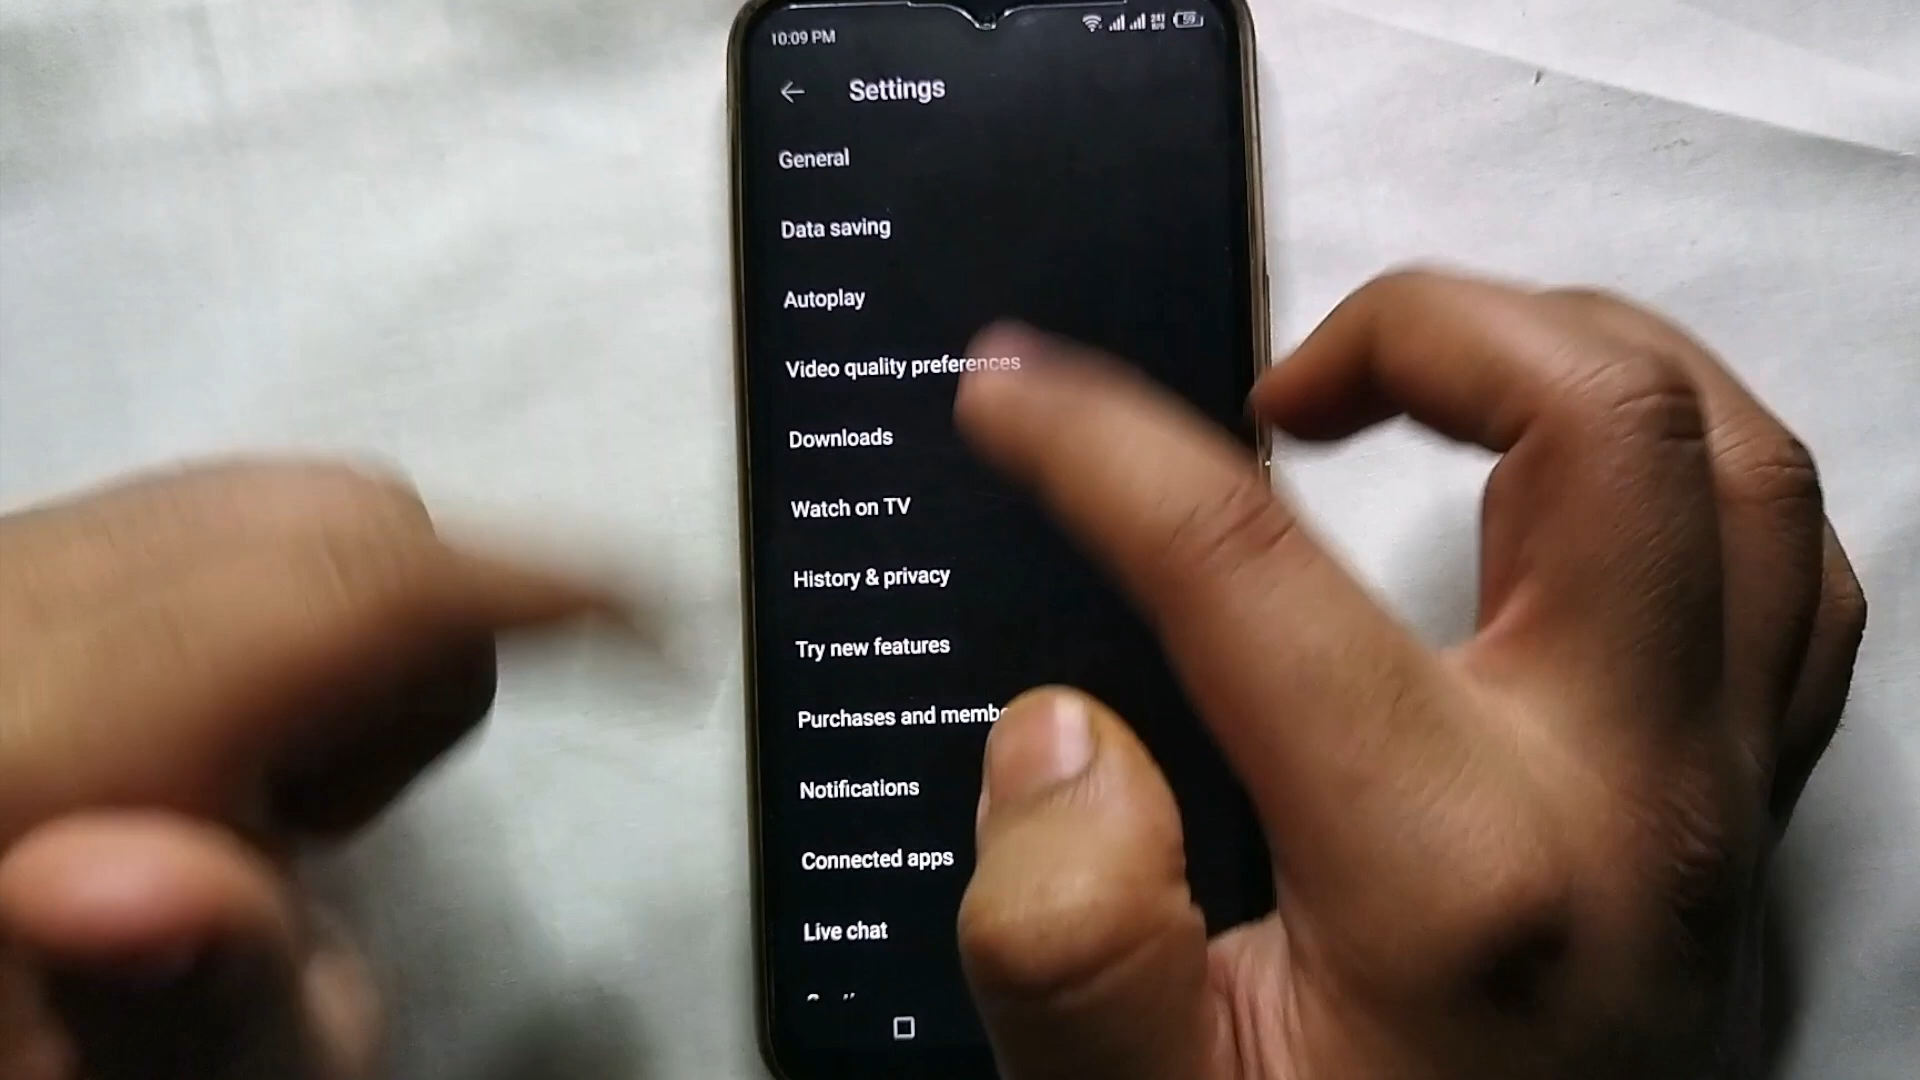 10:09 PM
59
Settings
General
Data saving
Autoplay
Video quality preferences
Downloads
Watch on TV
History & privacy
Try new features
Purchases and memb
Notifications
Connected apps
Live chat